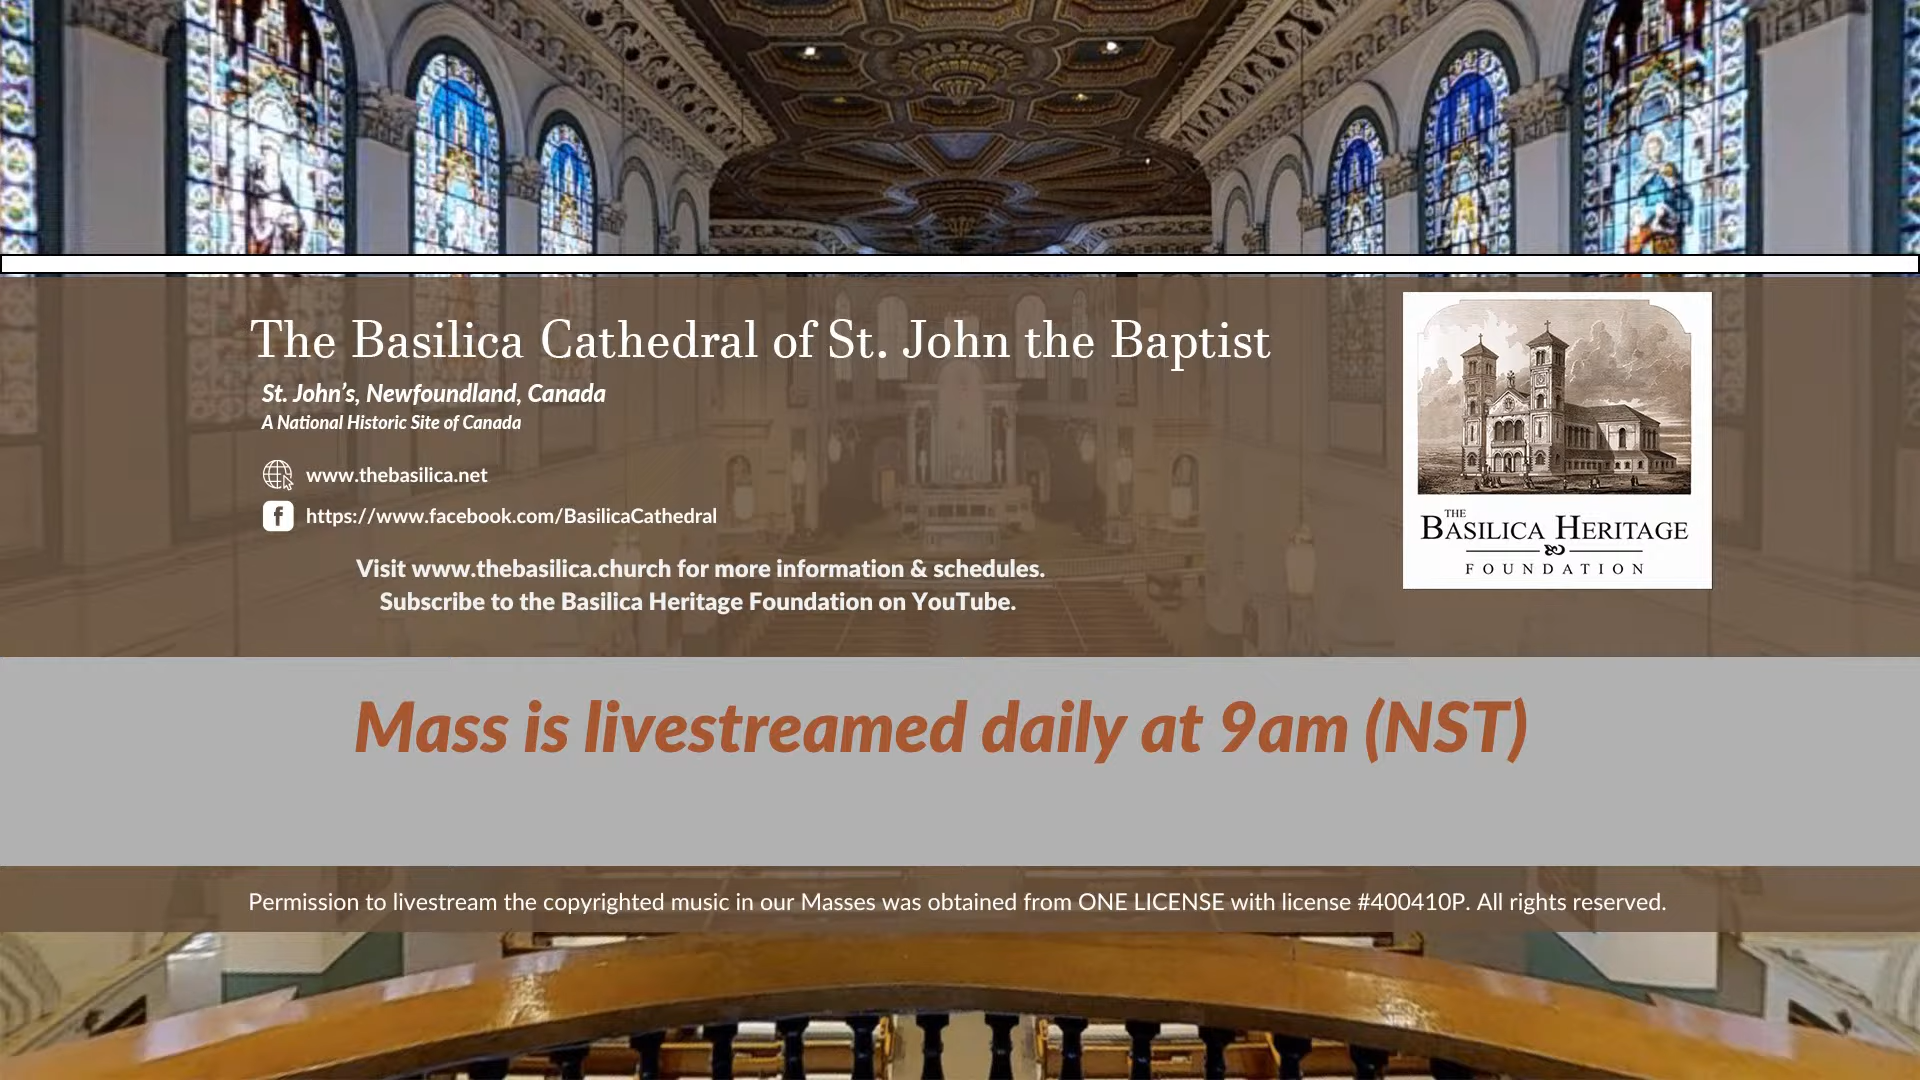 The Basilica Cathedral of St. John the Baptist
St. John’s, Newfoundland, Canada
A National Historic Site of Canada
www.thebasilica.net
f https://www.facebook.com/BasilicaCathedral
Visit www.thebasilica.church for more information & schedules.
Subscribe to the Basilica Heritage Foundation on YouTube.
THE
BASILICA HERITAGE
FOUNDATION
Mass is livestreamed daily at 9am (NST)
Permission to livestream the copyrighted music in our Masses was obtained from ONE LICENSE with license #400410P. All rights reserved.